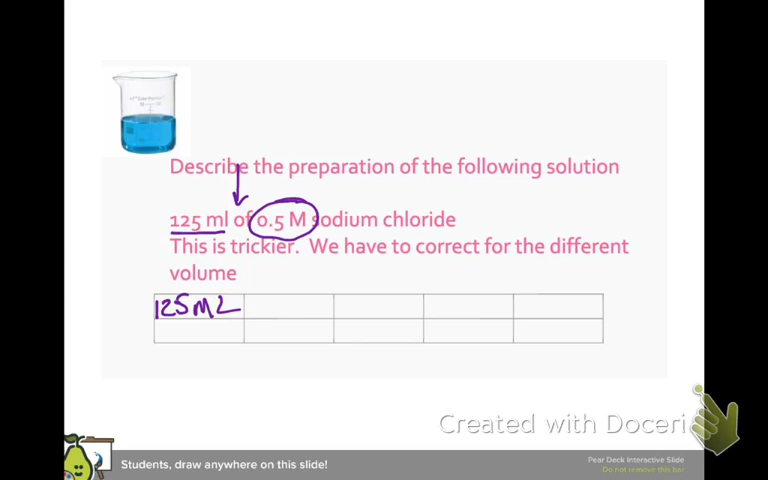 Describe the preparation of the following solution
125 ml of 0.5 M sodium chloride
This is trickier. We have to correct for the different
volume
125 mL
Created with Doceri
Students, draw anywhere on this slide!
Pear Deck Interactive Slide
Do not remove this bar